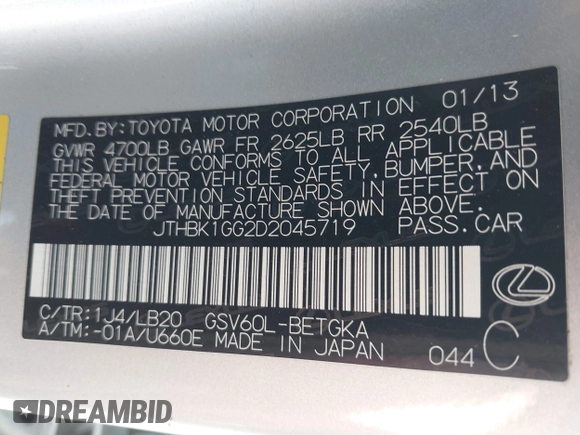 MFD.BY:TOYOTA MOTOR CORPORATION 01/13
GVWR 4700LB GAWR FR 2625LB RR 2540LB
THIS VEHICLE CONFORMS TO ALL APPLICABLE
FEDERAL MOTOR VEHICLE SAFETY,BUMPER,AND
THEFT PREVENTION STANDARDS IN EFFECT ON
THE DATE OF MANUFACTURE SHOWN ABOVE.
JTHBK1GG2D2045719 PASS.CAR
C/TR:1J4/LB20 GSV60L-BETGKA
A/TM:-01A/U660E MADE IN JAPAN 044 C
DREAMBID